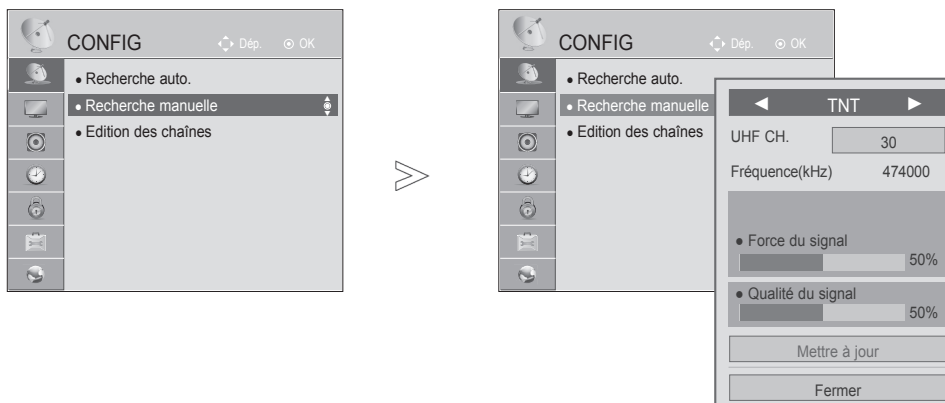 CONFIG
Dép. OK
• Recherche auto.
• Recherche manuelle
• Edition des chaînes
CONFIG
Dép. OK
• Recherche auto.
• Recherche manuelle
• Edition des chaînes
◄ TNT ►
UHF CH. 30
Fréquence(kHz) 474000
• Force du signal
50%
• Qualité du signal
50%
Mettre à jour
Fermer